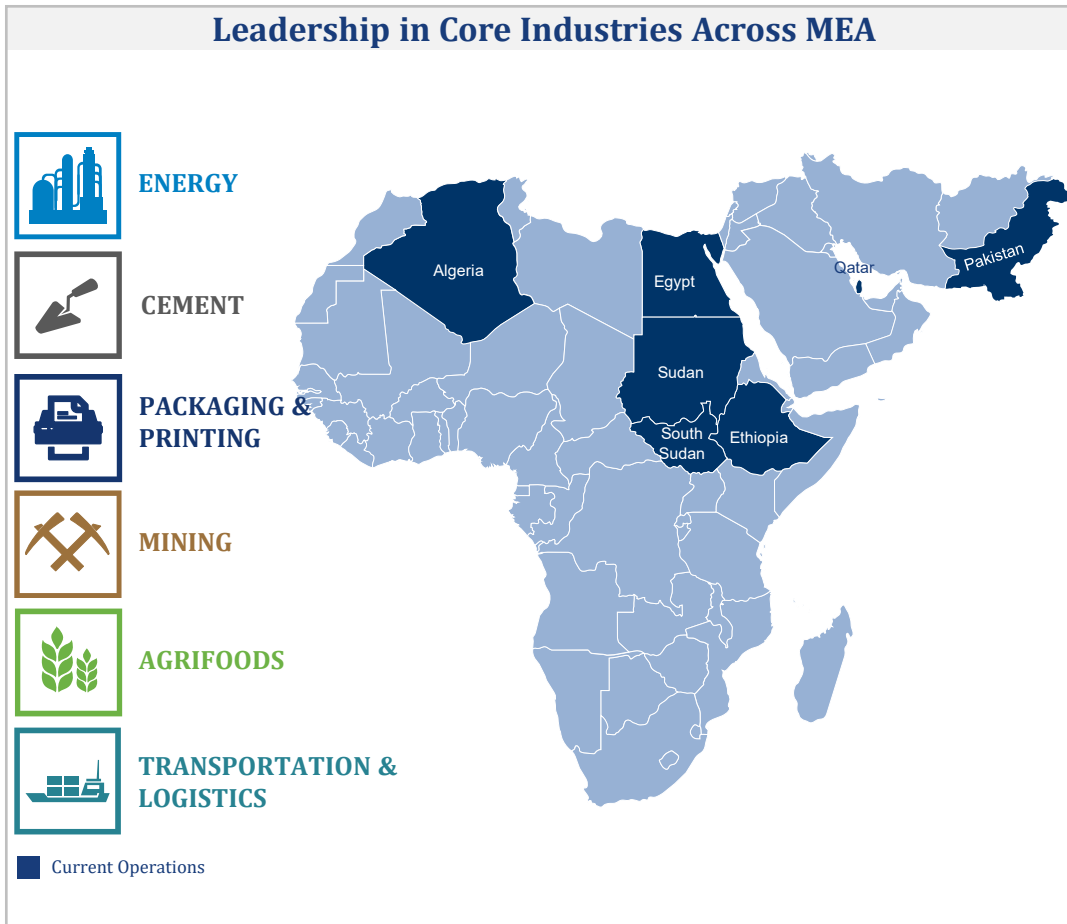 Leadership in Core Industries Across MEA
ENERGY
CEMENT
PACKAGING &
PRINTING
MINING
AGRIFOODS
TRANSPORTATION &
LOGISTICS
Current Operations
Algeria
Egypt
Qatar
Pakistan
Sudan
South
Sudan
Ethiopia